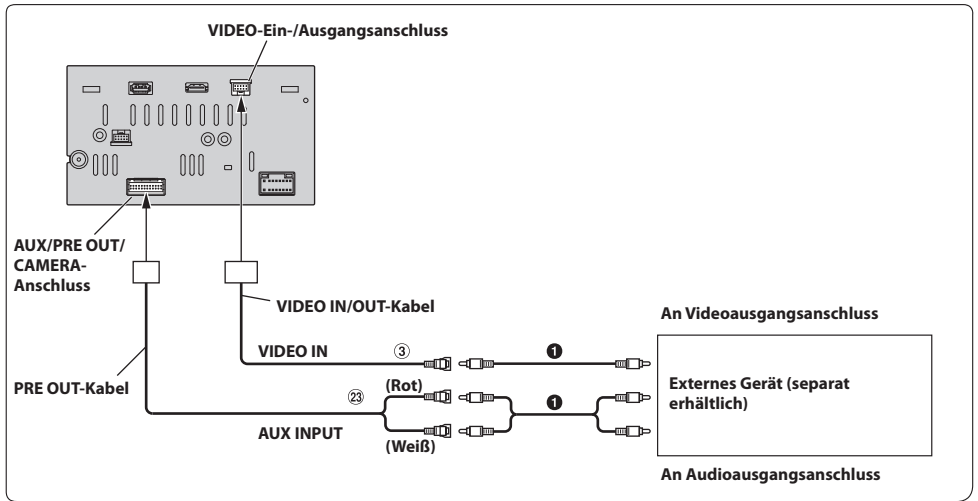 VIDEO-Ein-/Ausgangsanschluss
AUX/PRE OUT/
CAMERA-
Anschluss
VIDEO IN/OUT-Kabel
An Videoausgangsanschluss
VIDEO IN
③
❶
PRE OUT-Kabel
(Rot)
Externes Gerät (separat
erhältlich)
㉓
❶
AUX INPUT
(Weiß)
An Audioausgangsanschluss